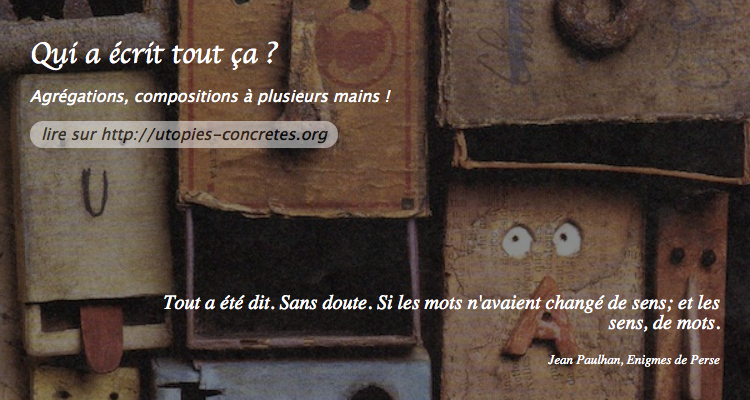 Qui a écrit tout ça ?
Agrégations, compositions à plusieurs mains !
lire sur http://utopies-concretes.org
Tout a été dit. Sans doute. Si les mots n'avaient changé de sens; et les
sens, de mots.
Jean Paulhan, Enigmes de Perse